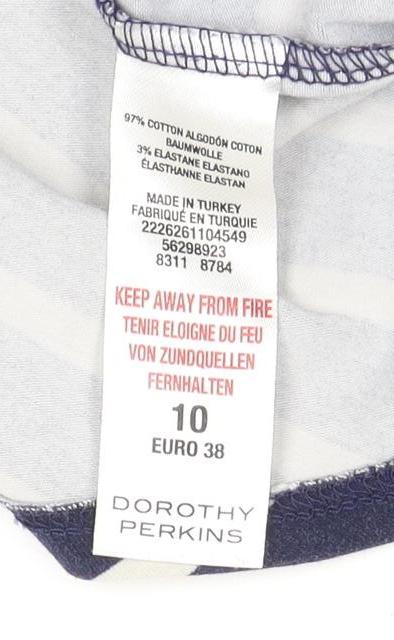 97% COTTON ALGODÓN COTON
BAUMWOLLE
3% ELASTANE ELASTANO
ÉLASTHANNE ELASTAN
MADE IN TURKEY
FABRIQUÉ EN TURQUIE
2226261104549
56298923
8311 8784
KEEP AWAY FROM FIRE
TENIR ELOIGNE DU FEU
VON ZUNDQUELLEN
FERNHALTEN
10
EURO 38
DOROTHY
PERKINS